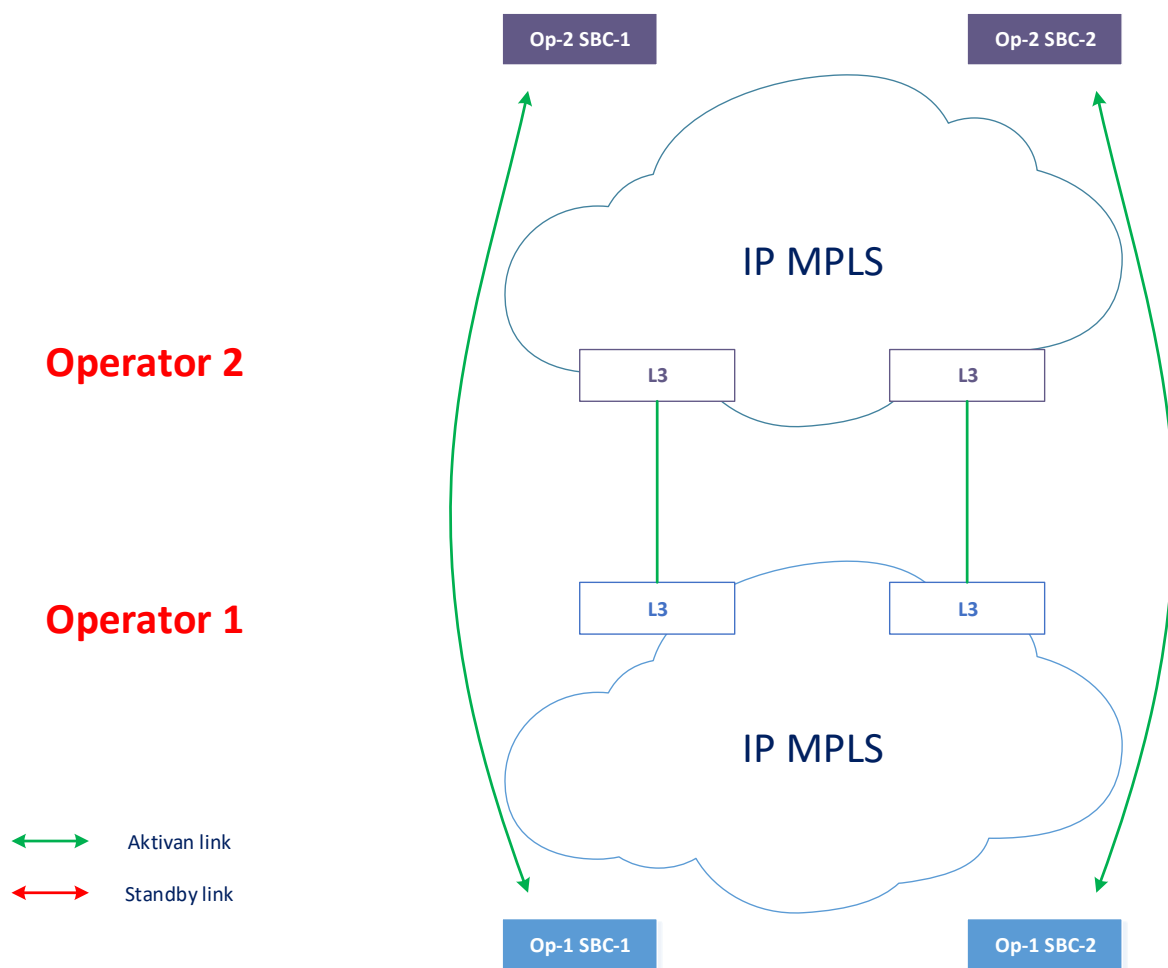 Op-2 SBC-1
Op-2 SBC-2
IP MPLS
Operator 2
L3
L3
Operator 1
L3
L3
IP MPLS
Aktivan link
Standby link
Op-1 SBC-1
Op-1 SBC-2